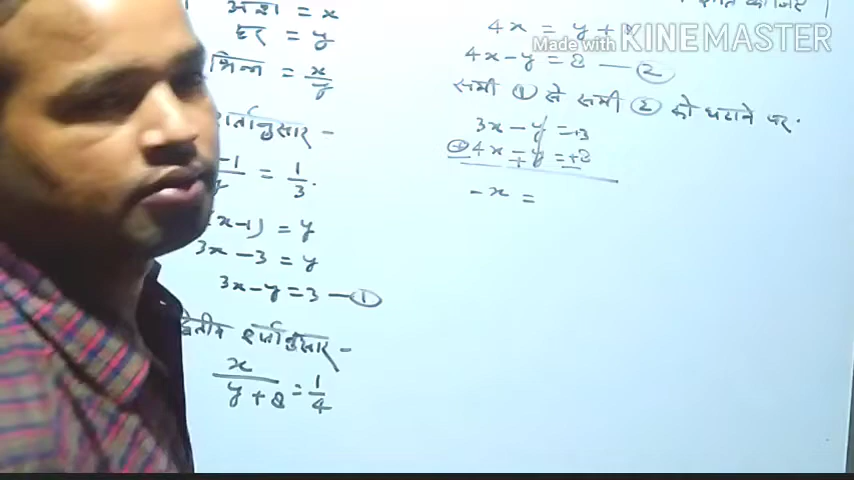 अंश = x
हर = y
भिन्न = x/y
शर्तानुसार -
-1/y = 1/3.
(x-1) = y
3x - 3 = y
3x - y = 3 — ①
द्वितीय शर्तानुसार -
x/(y + 8) = 1/4
4x = y +
4x - y = 8 — ②
समी ① से समी ② को घटाने पर.
3x - y = +3
4x - y = +8
- x =
Made with KINEMASTER